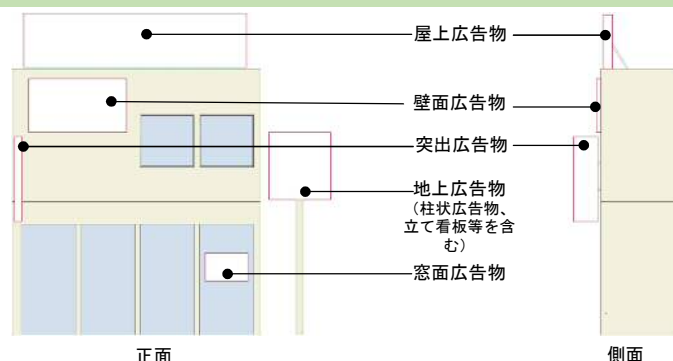 屋上広告物
壁面広告物
突出広告物
地上広告物
（柱状広告物、
立て看板等を含
む）
窓面広告物
正面
側面